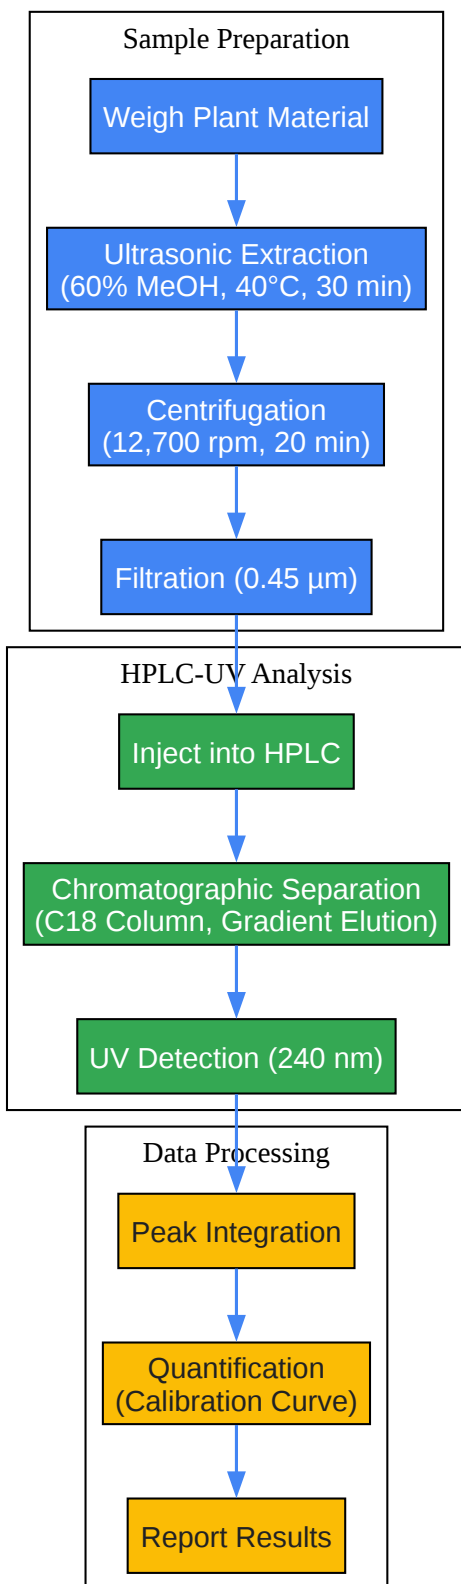 Sample Preparation
Weigh Plant Material
Ultrasonic Extraction
(60% MeOH, 40°C, 30 min)
Centrifugation
(12,700 rpm, 20 min)
Filtration (0.45 µm)
HPLC-UV Analysis
Inject into HPLC
Chromatographic Separation
(C18 Column, Gradient Elution)
UV Detection (240 nm)
Data Processing
Peak Integration
Quantification
(Calibration Curve)
Report Results